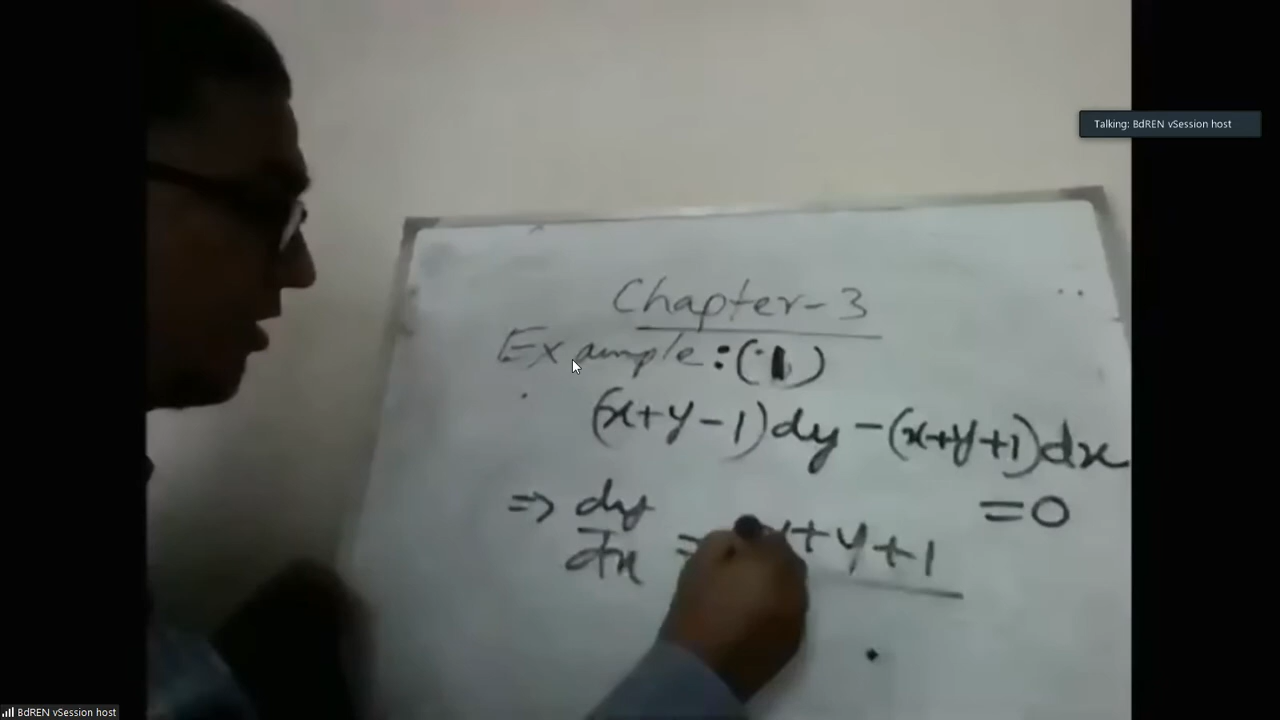 Talking: BdREN vSession host
Chapter-3
Example:(1)
(x+y-1)dy-(x+y+1)dx
=0
=> dy/dx = x+y+1
BdREN vSession host